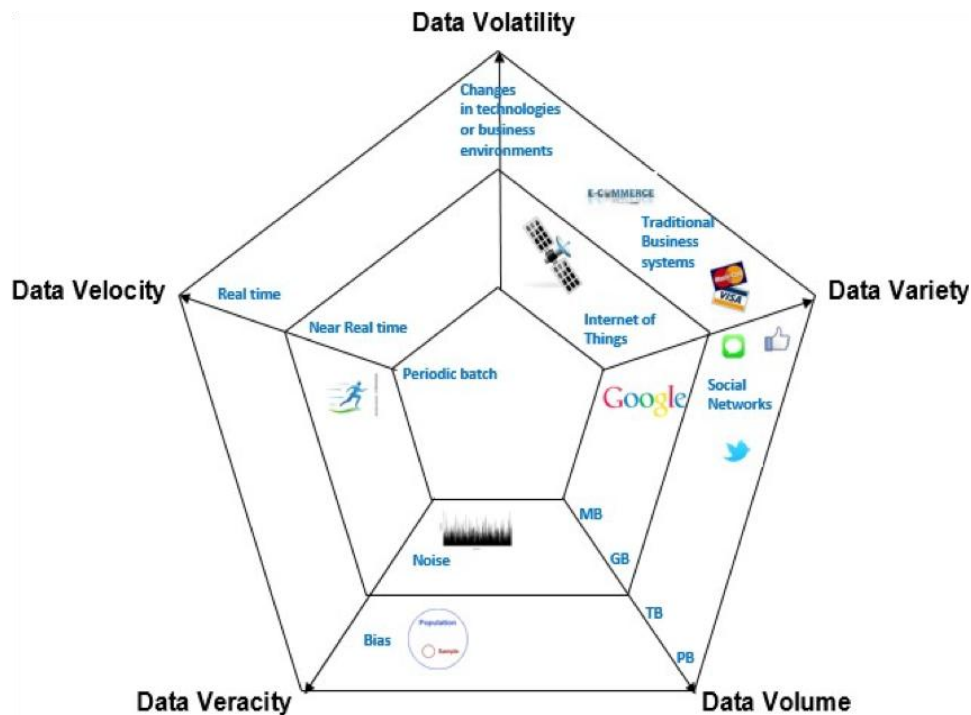 Data Volatility
Changes
in technologies
or business
environments
E-COMMERCE
Traditional
Business
systems
MasterCard
VISA
Data Velocity
Real time
Data Variety
Near Real time
Internet of
Things
Periodic batch
Google
Social
Networks
MB
Noise
GB
TB
Bias
Population
Sample
PB
Data Veracity
Data Volume